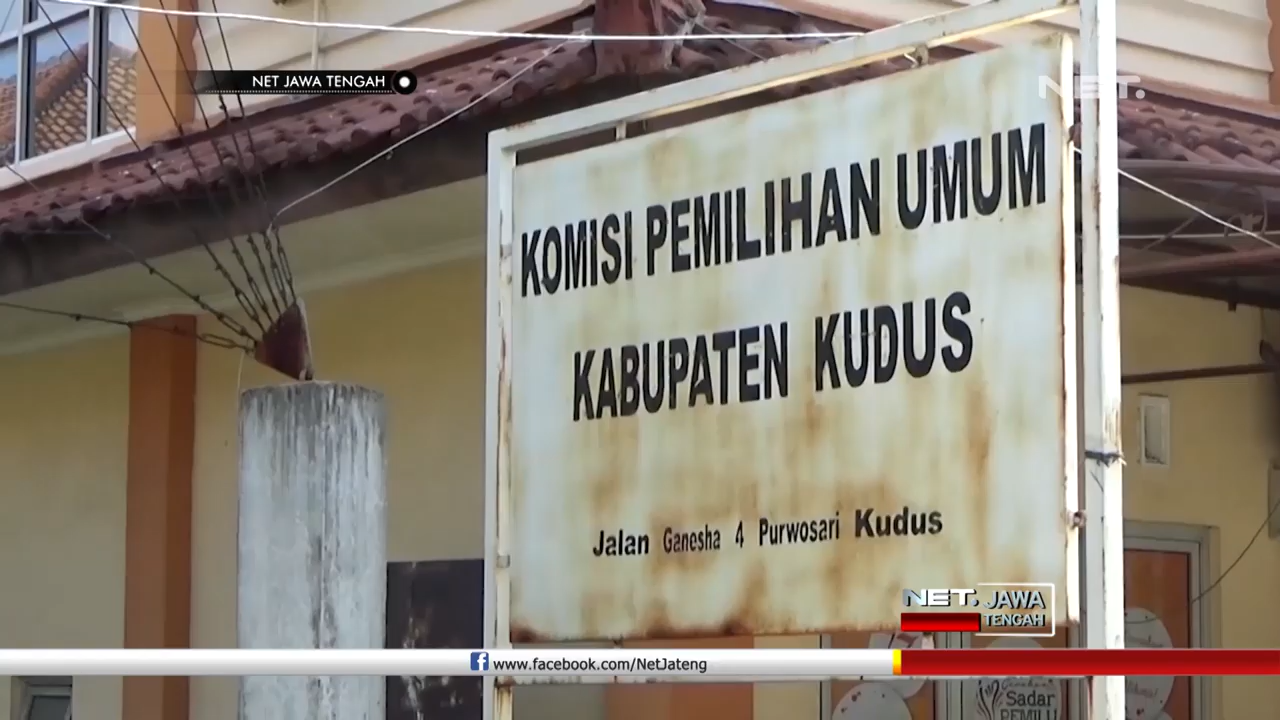 NET JAWA TENGAH
NET.
KOMISI PEMILIHAN UMUM
KABUPATEN KUDUS
Jalan Ganesha 4 Purwosari Kudus
NET. JAWA
TENGAH
www.facebook.com/NetJateng
Sadar
PEMILU